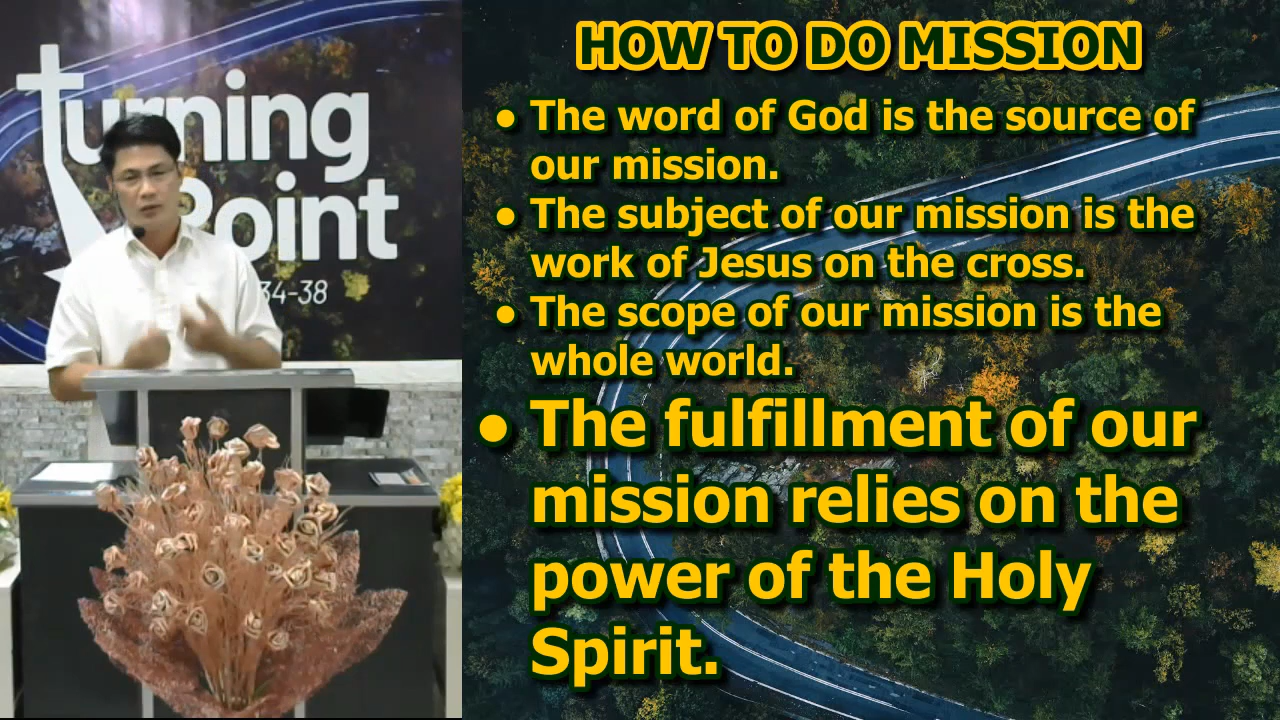 turning
Point
34-38
HOW TO DO MISSION
● The word of God is the source of
our mission.
● The subject of our mission is the
work of Jesus on the cross.
● The scope of our mission is the
whole world.
● The fulfillment of our
mission relies on the
power of the Holy
Spirit.